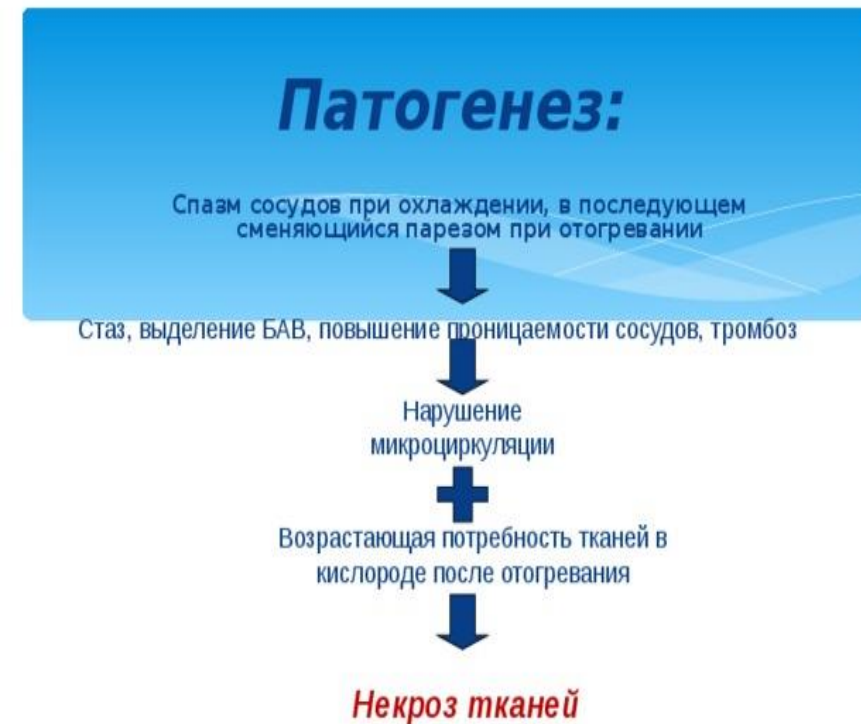 Патогенез:
Спазм сосудов при охлаждении, в последующем
сменяющийся парезом при отогревании
Стаз, выделение БАВ, повышение проницаемости сосудов, тромбоз
Нарушение
микроциркуляции
Возрастающая потребность тканей в
кислороде после отогревания
Некроз тканей